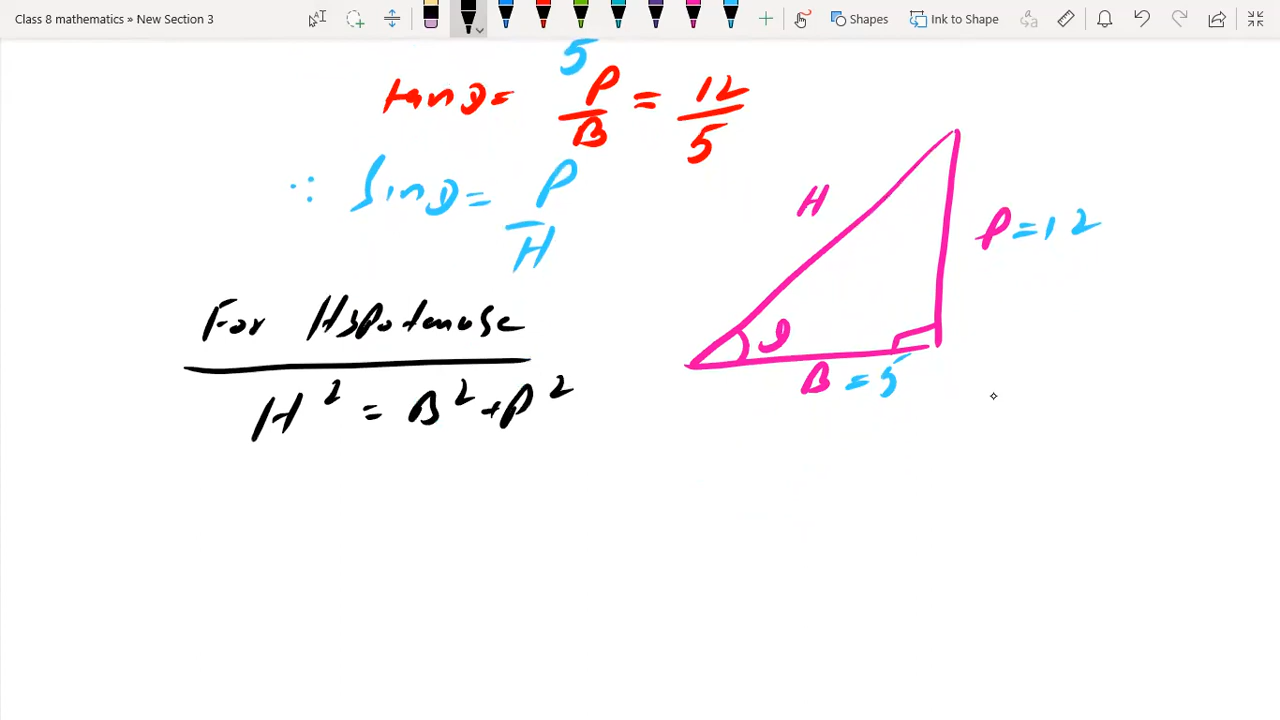 Class 8 mathematics » New Section 3
Shapes
Ink to Shape
5
tanθ = P/B = 12/5
∵ Sinθ = P/H
H
P = 12
For Hypotenuse
θ
B = 5
H² = B² + P²